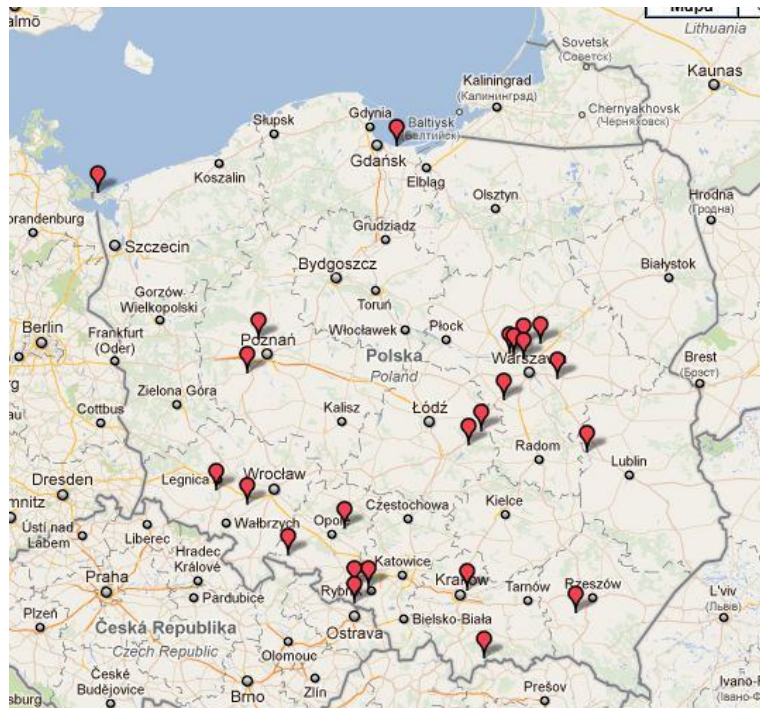 Mapa
almö
Lithuania
Sovetsk
(Советск)
Kaunas
Kaliningrad
(Калининград)
Chernyakhovsk
(Черняховск)
Gdynia
Baltiysk
Słupsk
Gdańsk
Koszalin
Elbląg
Olsztyn
Hrodna
(Гродна)
randenburg
Szczecin
Grudziądz
Bydgoszcz
Białystok
Toruń
Gorzów
Wielkopolski
Włocławek
Płock
Berlin
Frankfurt
(Oder)
Poznań
Polska
Poland
Warszawa
Brest
(Брэст)
Zielona Góra
Cottbus
Kalisz
Łódź
Radom
Lublin
Dresden
Legnica
Wrocław
mnitz
Kielce
Częstochowa
Opole
Wałbrzych
Ústí nad
Labem
Liberec
Hradec
Králové
Katowice
Kraków
Tarnów
Rzeszów
Praha
Pardubice
L'viv
(Львів)
Plzeň
Bielsko-Biała
Ostrava
Česká Republika
Czech Republic
Olomouc
České
Budějovice
Brno
Zlín
Prešov
sburg
Ivano-F